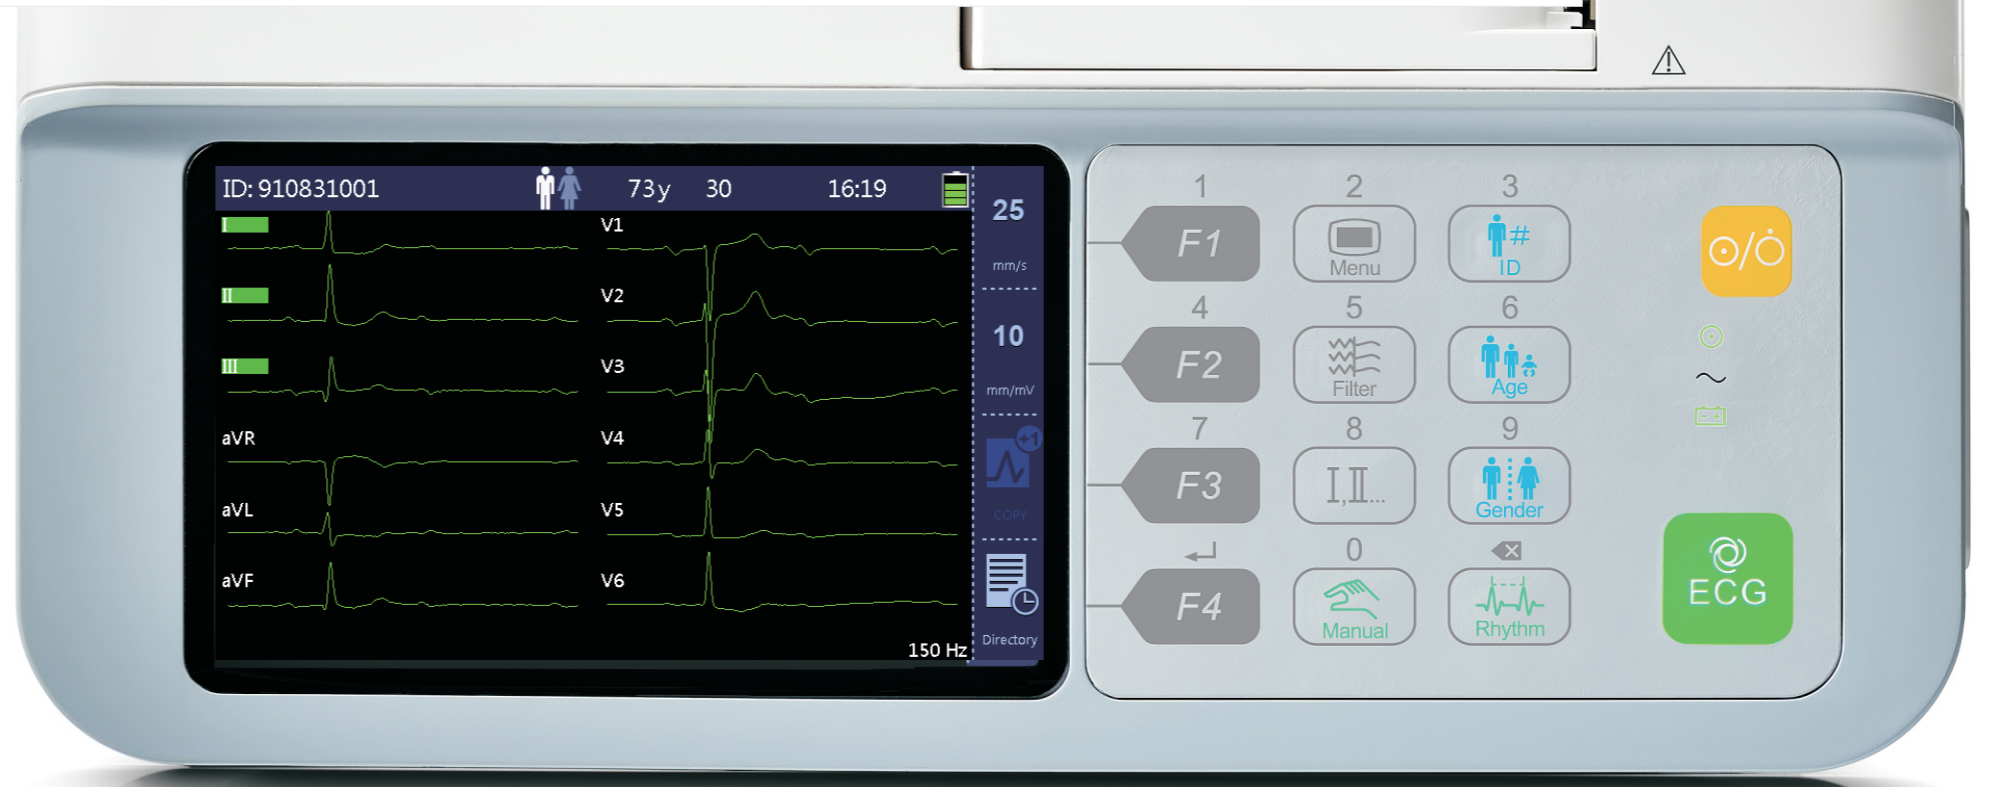 ID: 910831001 73y 30 16:19
I
II
III
aVR
aVL
aVF
V1
V2
V3
V4
V5
V6
150 Hz
25
mm/s
10
mm/mV
+1
COPY
Directory
1 2 3
F1 Menu # ID
4 5 6
F2 Filter Age
7 8 9
F3 I,II... Gender
0
F4 Manual Rhythm
ECG